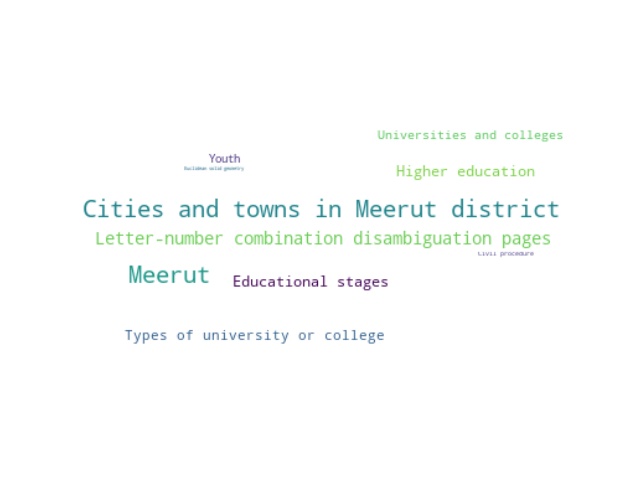 Universities and colleges
Youth
Euclidean solid geometry
Higher education
Cities and towns in Meerut district
Letter-number combination disambiguation pages
Civil procedure
Meerut
Educational stages
Types of university or college